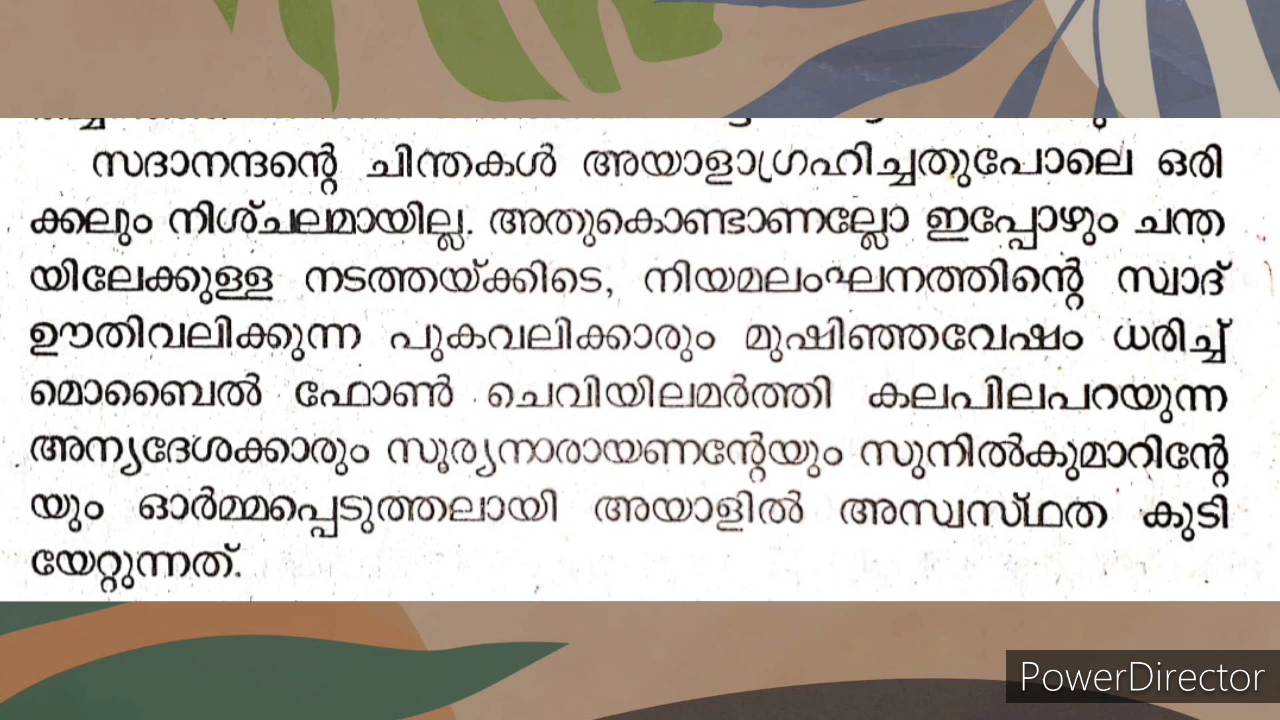 സദാനന്ദന്റെ ചിന്തകൾ അയാളാഗ്രഹിച്ചതുപോലെ ഒരി
ക്കലും നിശ്ചലമായില്ല. അതുകൊണ്ടാണല്ലോ ഇപ്പോഴും ചന്ത
യിലേക്കുള്ള നടത്തയ്ക്കിടെ, നിയമലംഘനത്തിന്റെ സ്വാദ്
ഊതിവലിക്കുന്ന പുകവലിക്കാരും മുഷിഞ്ഞവേഷം ധരിച്ച്
മൊബൈൽ ഫോൺ ചെവിയിലമർത്തി കലപിലപറയുന്ന
അന്യദേശക്കാരും സൂര്യനാരായണന്റേയും സുനിൽകുമാറിന്റേ
യും ഓർമ്മപ്പെടുത്തലായി അയാളിൽ അസ്വസ്ഥത കുടി
യേറ്റുന്നത്.
PowerDirector